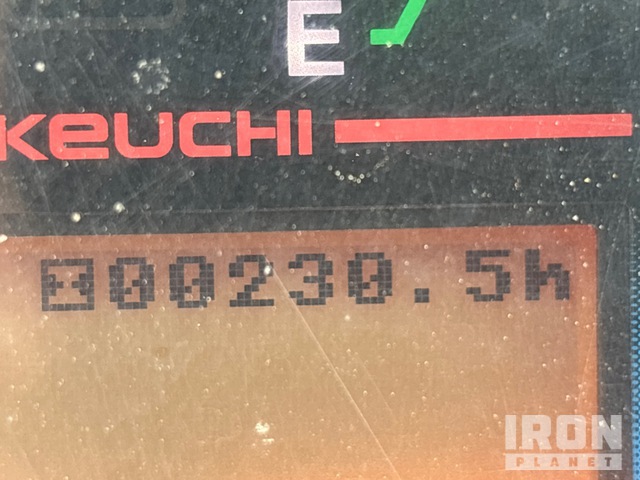 E
KEUCHI
00230.5h
IRON
PLANET